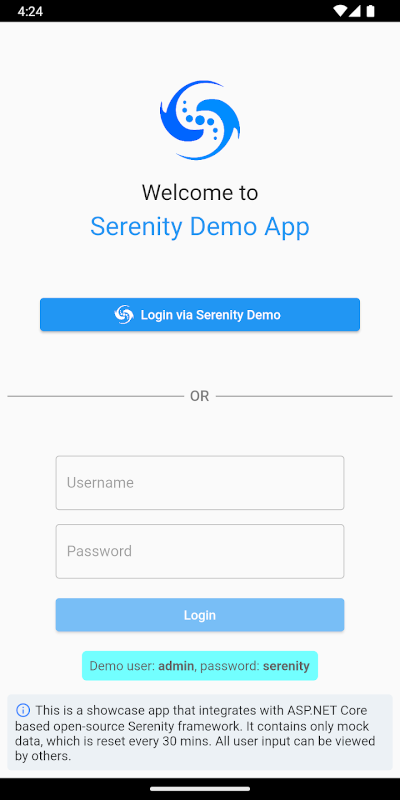 4:24
Welcome to
Serenity Demo App
Login via Serenity Demo
OR
Username
Password
Login
Demo user: admin, password: serenity
This is a showcase app that integrates with ASP.NET Core
based open-source Serenity framework. It contains only mock
data, which is reset every 30 mins. All user input can be viewed
by others.